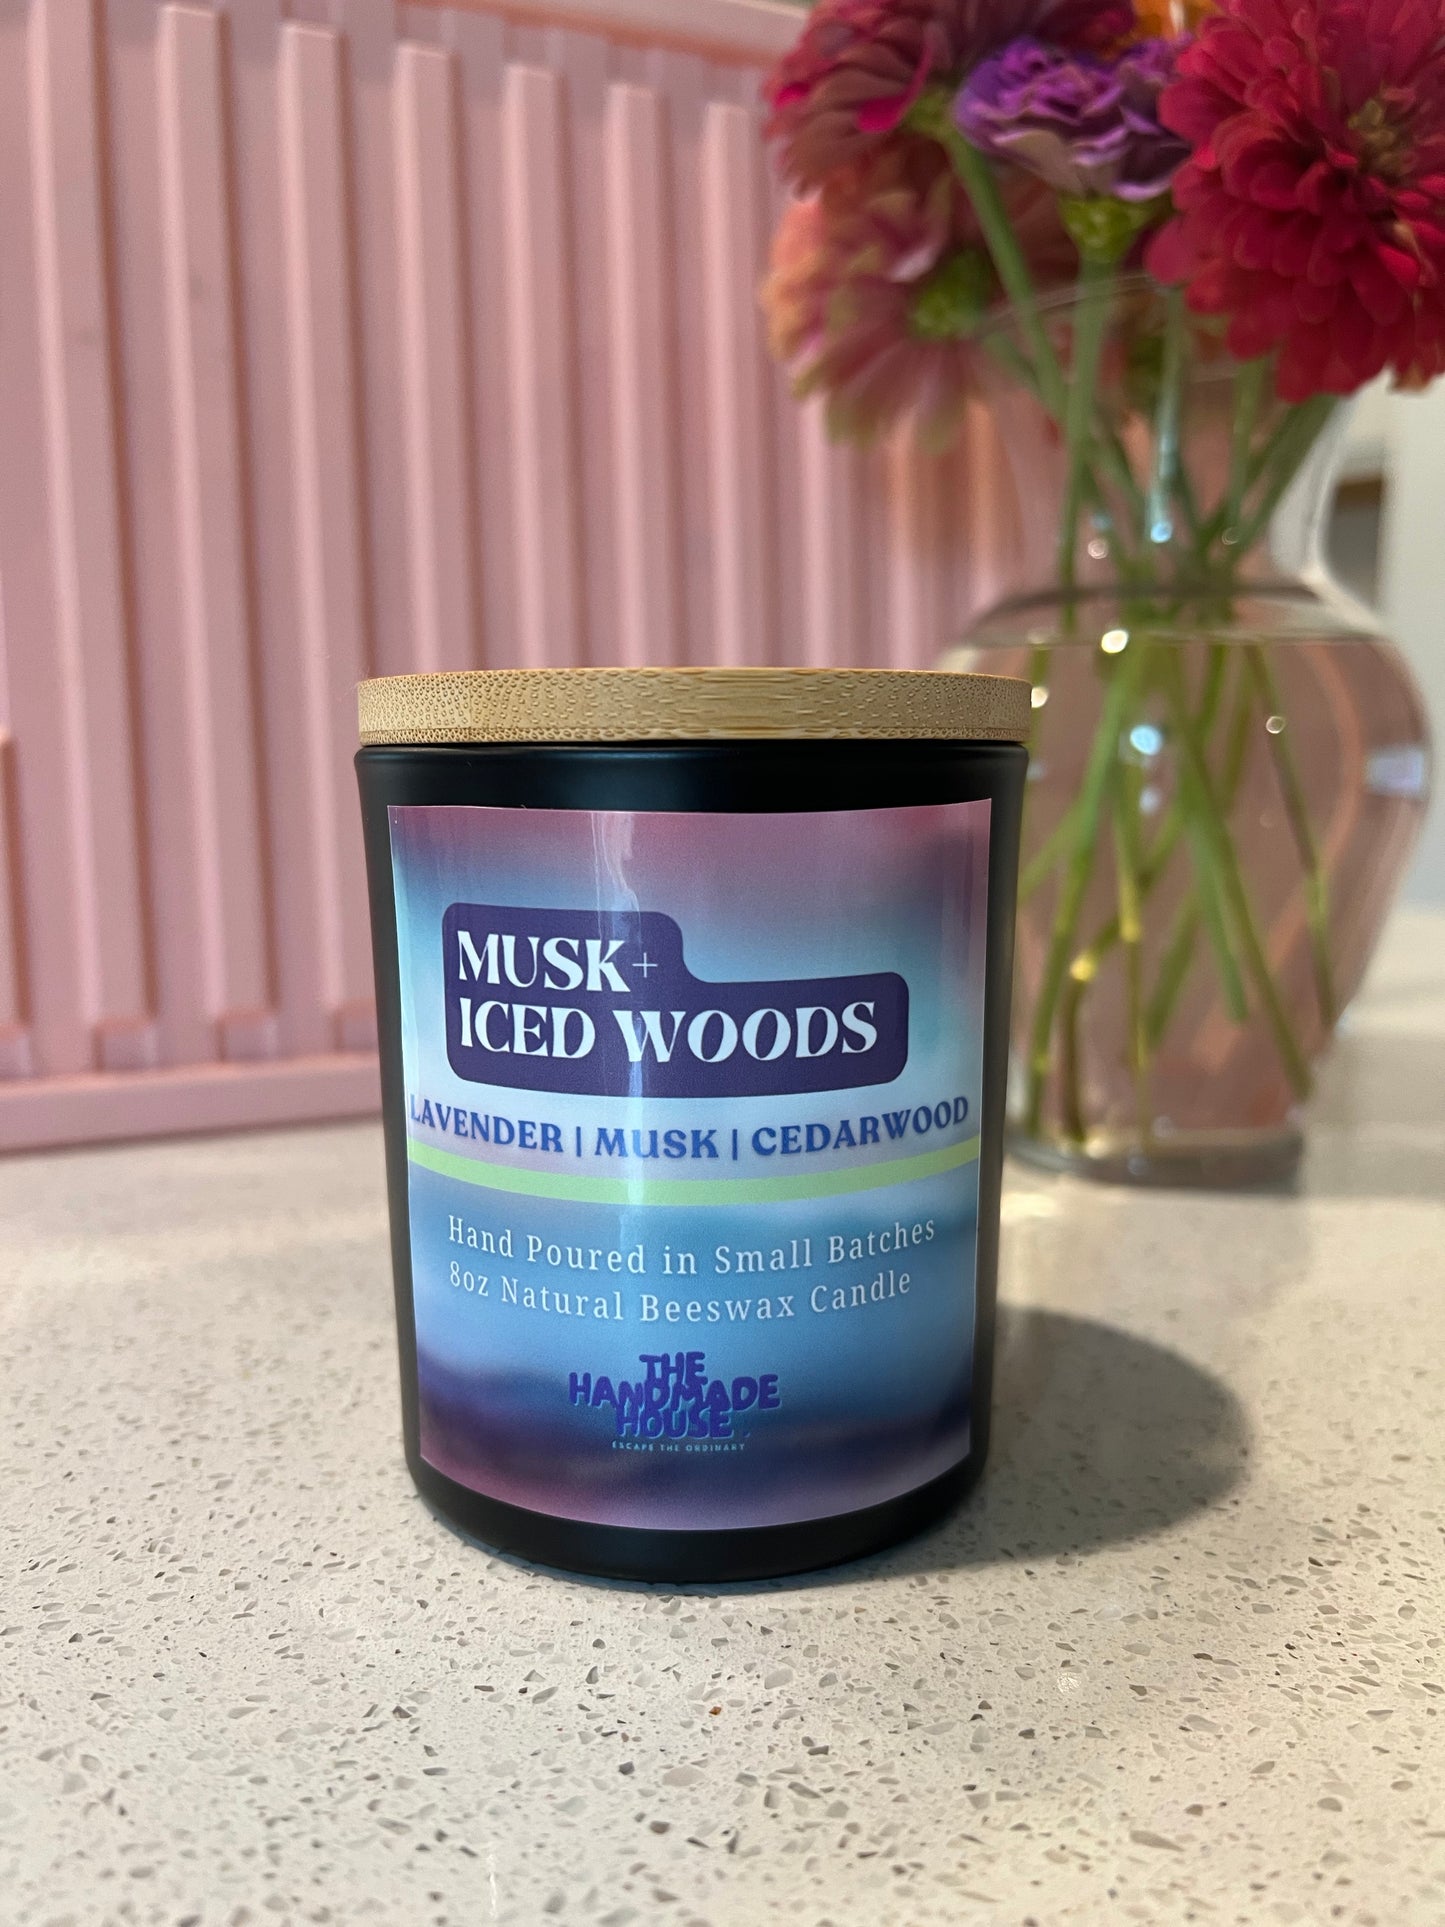 MUSK+
ICED WOODS
LAVENDER | MUSK | CEDARWOOD
Hand Poured in Small Batches
8oz Natural Beeswax Candle
THE
HANDMADE
HOUSE
ESCAPE THE ORDINARY